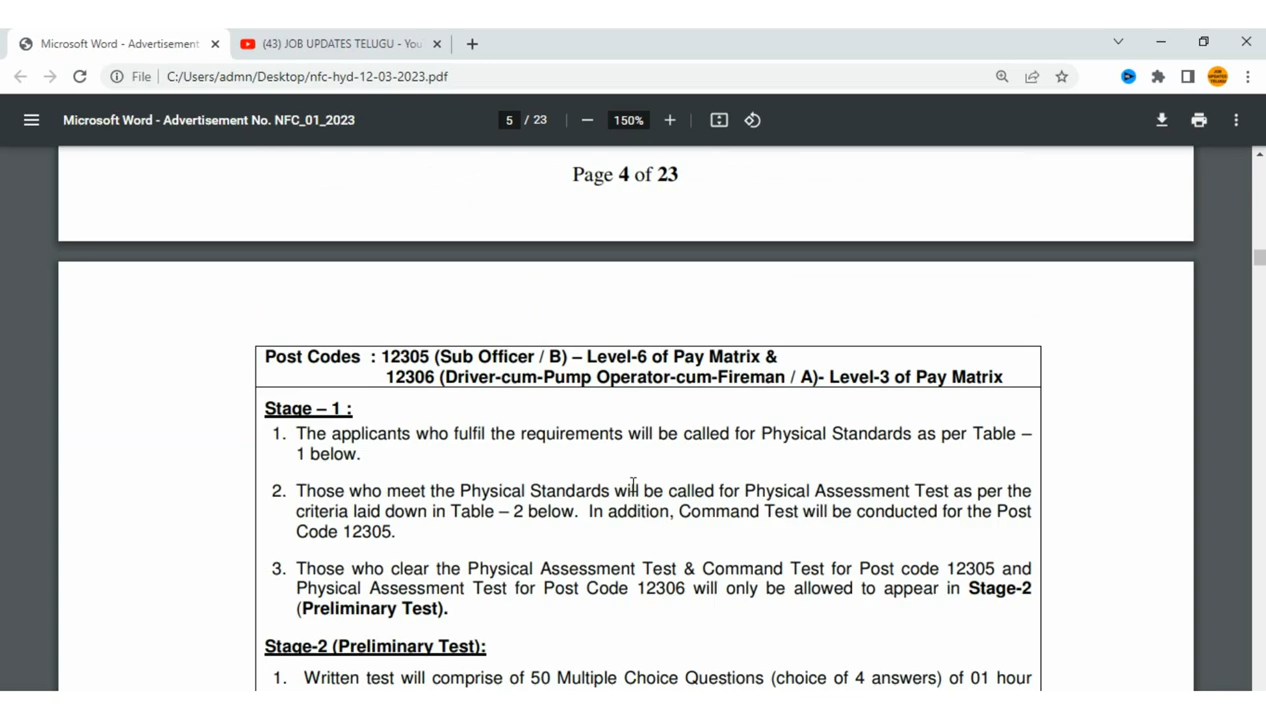 Microsoft Word - Advertisement
(43) JOB UPDATES TELUGU - You
File
C:/Users/admn/Desktop/nfc-hyd-12-03-2023.pdf
Microsoft Word - Advertisement No. NFC_01_2023
5 / 23
150%
Page 4 of 23
Post Codes : 12305 (Sub Officer / B) – Level-6 of Pay Matrix &
12306 (Driver-cum-Pump Operator-cum-Fireman / A)- Level-3 of Pay Matrix
Stage – 1 :
1. The applicants who fulfil the requirements will be called for Physical Standards as per Table –
1 below.
2. Those who meet the Physical Standards will be called for Physical Assessment Test as per the
criteria laid down in Table – 2 below. In addition, Command Test will be conducted for the Post
Code 12305.
3. Those who clear the Physical Assessment Test & Command Test for Post code 12305 and
Physical Assessment Test for Post Code 12306 will only be allowed to appear in Stage-2
(Preliminary Test).
Stage-2 (Preliminary Test):
1. Written test will comprise of 50 Multiple Choice Questions (choice of 4 answers) of 01 hour